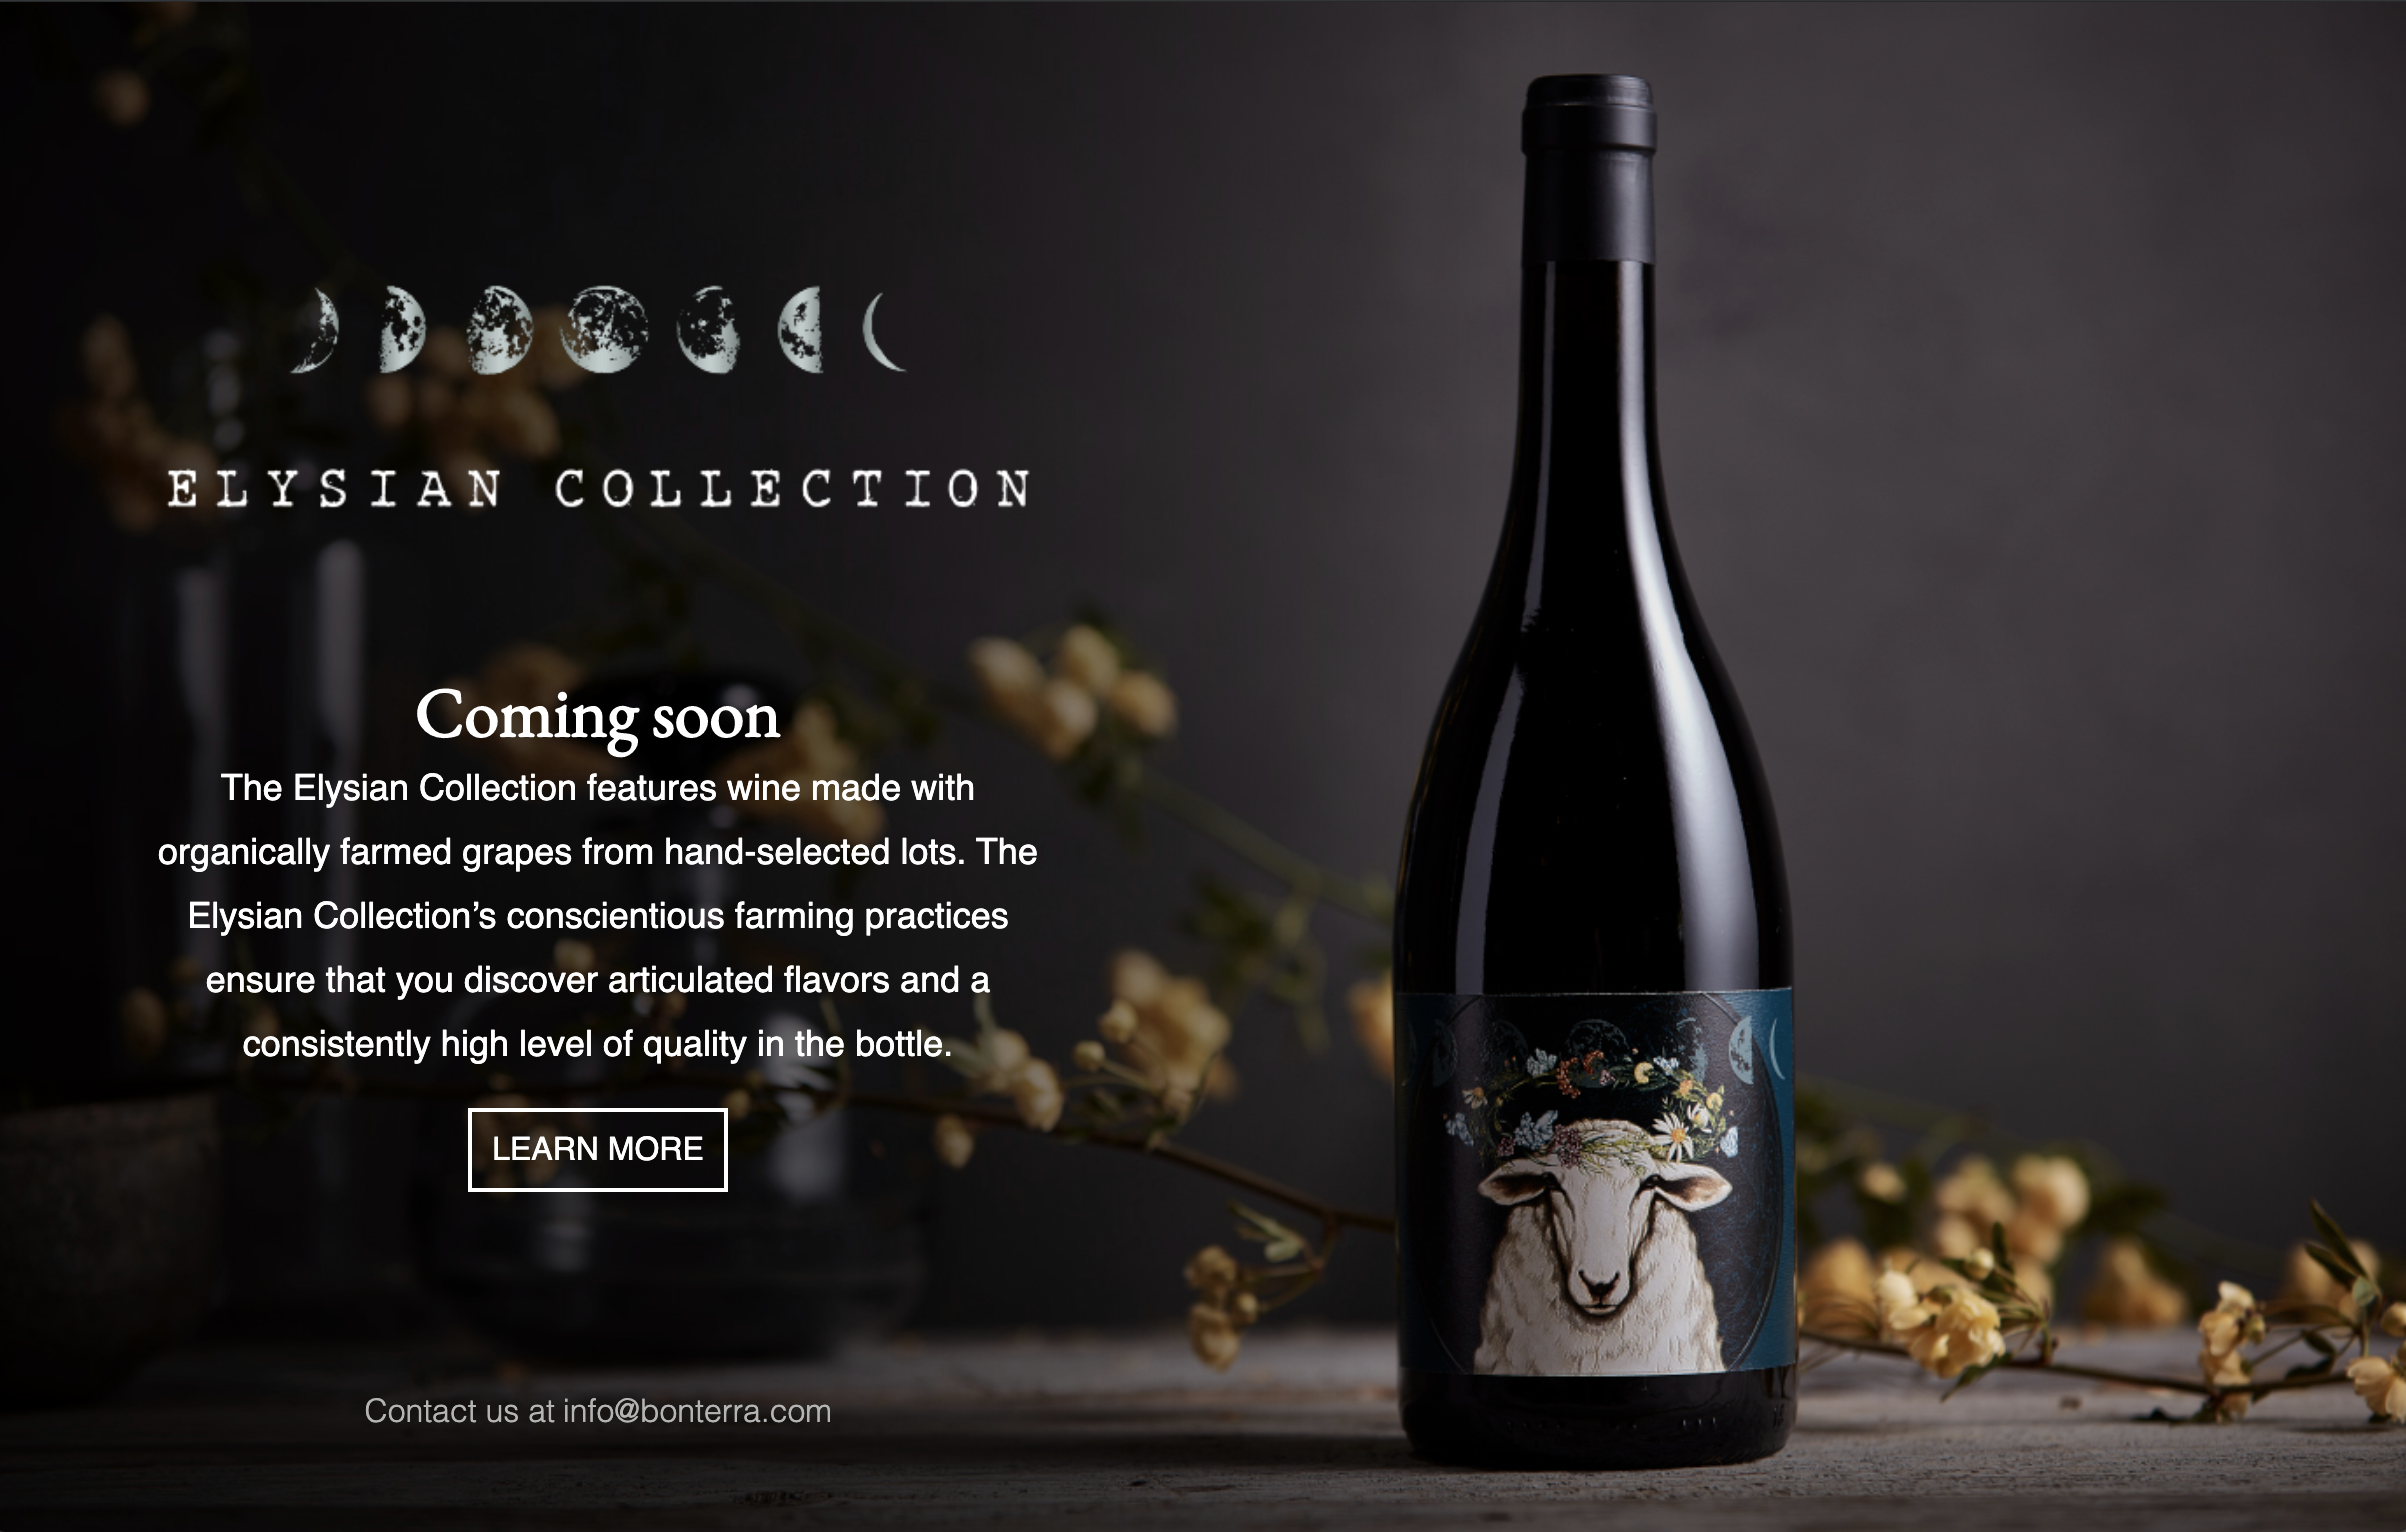 ELYSIAN COLLECTION
Coming soon
The Elysian Collection features wine made with
organically farmed grapes from hand-selected lots. The
Elysian Collection’s conscientious farming practices
ensure that you discover articulated flavors and a
consistently high level of quality in the bottle.
LEARN MORE
Contact us at info@bonterra.com